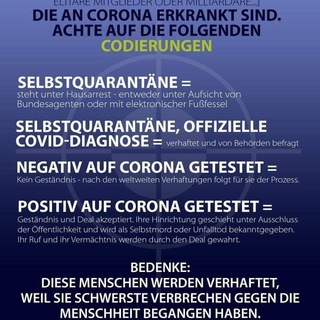 ELITÄRE MITGLIEDER ODER MILLIARDÄRE...)
DIE AN CORONA ERKRANKT SIND.
ACHTE AUF DIE FOLGENDEN
CODIERUNGEN
SELBSTQUARANTÄNE =
steht unter Hausarrest - entweder unter Aufsicht von
Bundesagenten oder mit elektronischer Fußfessel
SELBSTQUARANTÄNE, OFFIZIELLE
COVID-DIAGNOSE = verhaftet und von Behörden befragt
NEGATIV AUF CORONA GETESTET =
Kein Geständnis - nach den weltweiten Verhaftungen folgt für sie der Prozess.
POSITIV AUF CORONA GETESTET =
Geständnis und Deal akzeptiert. Ihre Hinrichtung geschieht unter Ausschluss
der Öffentlichkeit und wird als Selbstmord oder Unfalltod bekanntgegeben.
Ihr Ruf und ihr Vermächtnis werden durch den Deal gewahrt.
BEDENKE:
DIESE MENSCHEN WERDEN VERHAFTET,
WEIL SIE SCHWERSTE VERBRECHEN GEGEN DIE
MENSCHHEIT BEGANGEN HABEN.